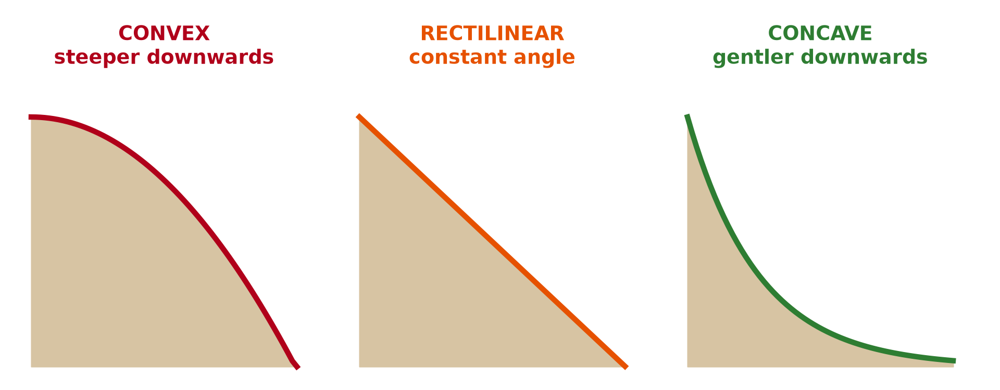 CONVEX
steeper downwards
RECTILINEAR
constant angle
CONCAVE
gentler downwards